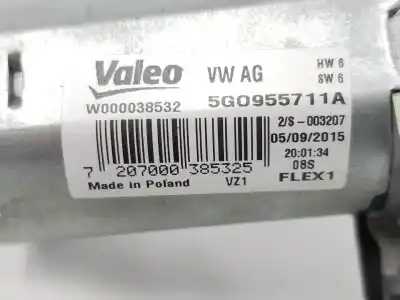 Valeo VW AG HW 6
SW 6
W000038532 5G0955711A
2/S-003207
05/09/2015
20:01:34
08S
7 207000 385325
Made in Poland VZ1 FLEX1